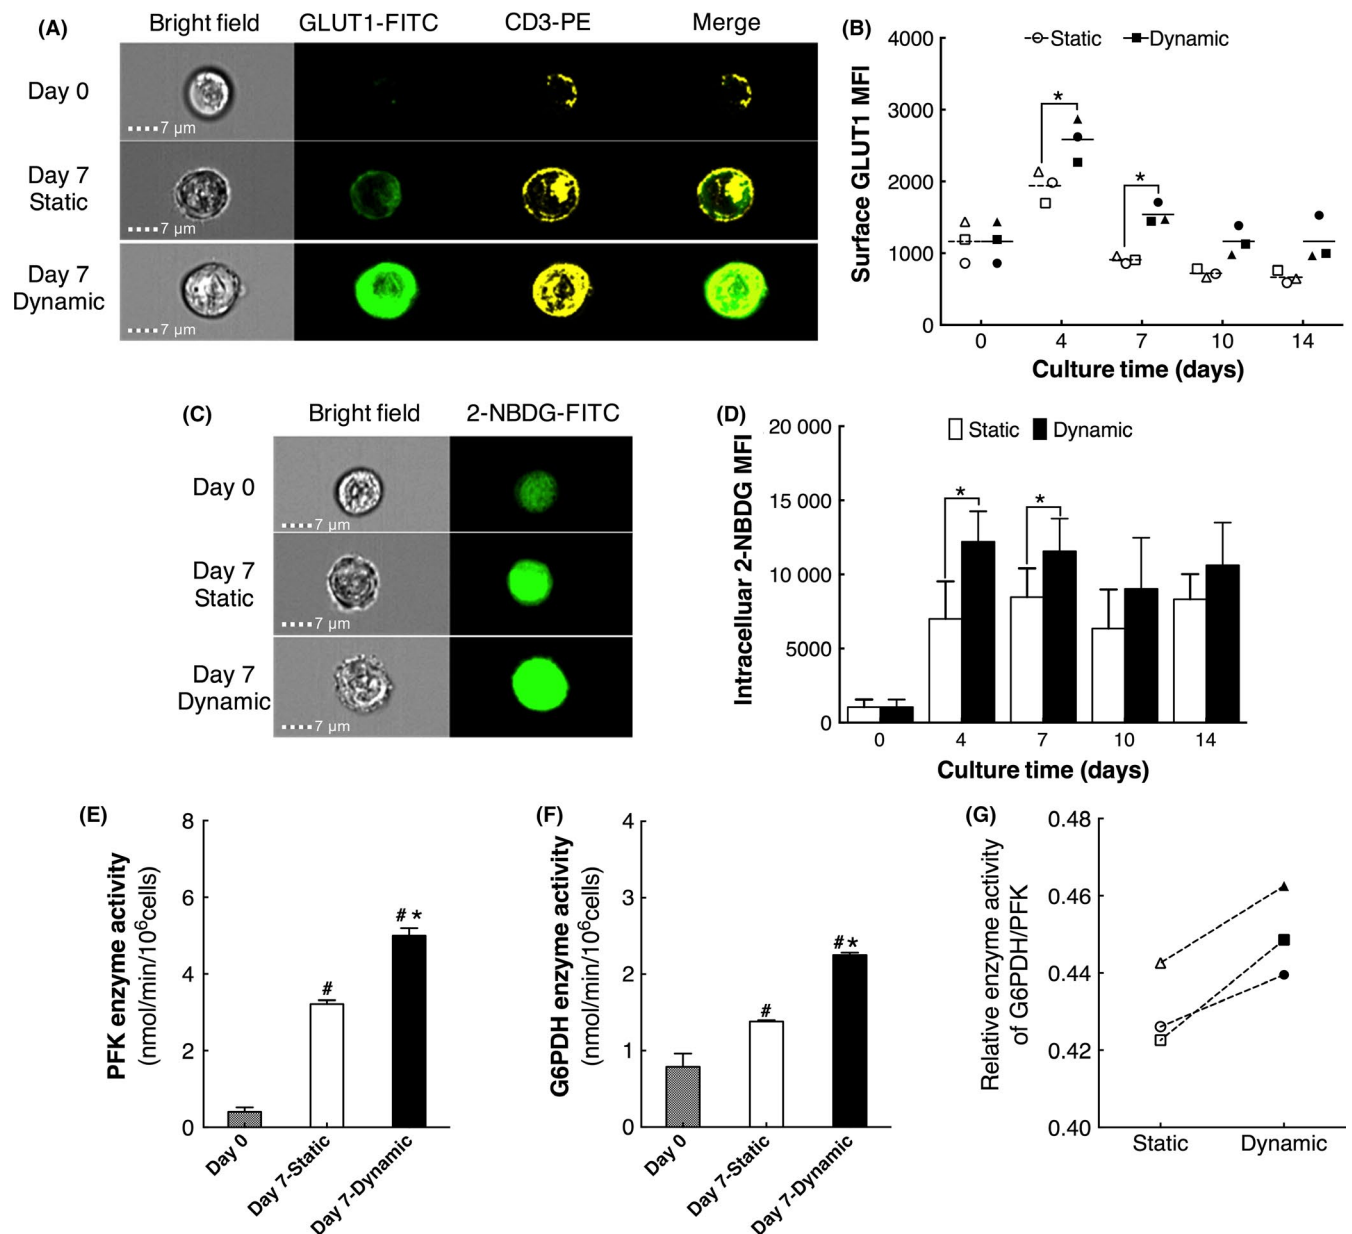 (A)
Bright field GLUT1-FITC CD3-PE Merge
Day 0
7 µm
Day 7
Static
7 µm
Day 7
Dynamic
7 µm
(B)
Static Dynamic
Surface GLUT1 MFI
4000
3000
2000
1000
0
* *
0 4 7 10 14
Culture time (days)
(C)
Bright field 2-NBDG-FITC
Day 0
7 µm
Day 7
Static
7 µm
Day 7
Dynamic
7 µm
(D)
Static Dynamic
Intracelluar 2-NBDG MFI
20 000
15 000
10 000
5000
0
* *
0 4 7 10 14
Culture time (days)
(E)
PFK enzyme activity
(nmol/min/10⁶cells)
8
6
4
2
0
# # *
Day 0
Day 7-Static
Day 7-Dynamic
(F)
G6PDH enzyme activity
(nmol/min/10⁶cells)
4
3
2
1
0
# #*
Day 0
Day 7-Static
Day 7-Dynamic
(G)
Relative enzyme activity
of G6PDH/PFK
0.48
0.46
0.44
0.42
0.40
Static Dynamic